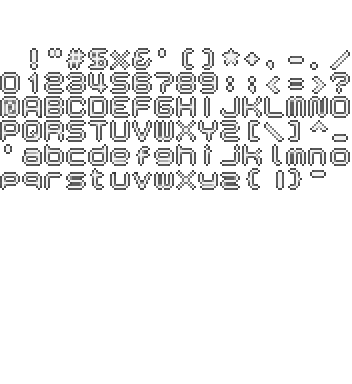 ! " # $ % & ' ( ) * + , - . /
0 1 2 3 4 5 6 7 8 9 : ; < = > ?
@ A B C D E F G H I J K L M N O
P Q R S T U V W X Y Z [ \ ] ^ _
' a b c d e f g h i j k l m n o
p q r s t u v w x y z { | } ~